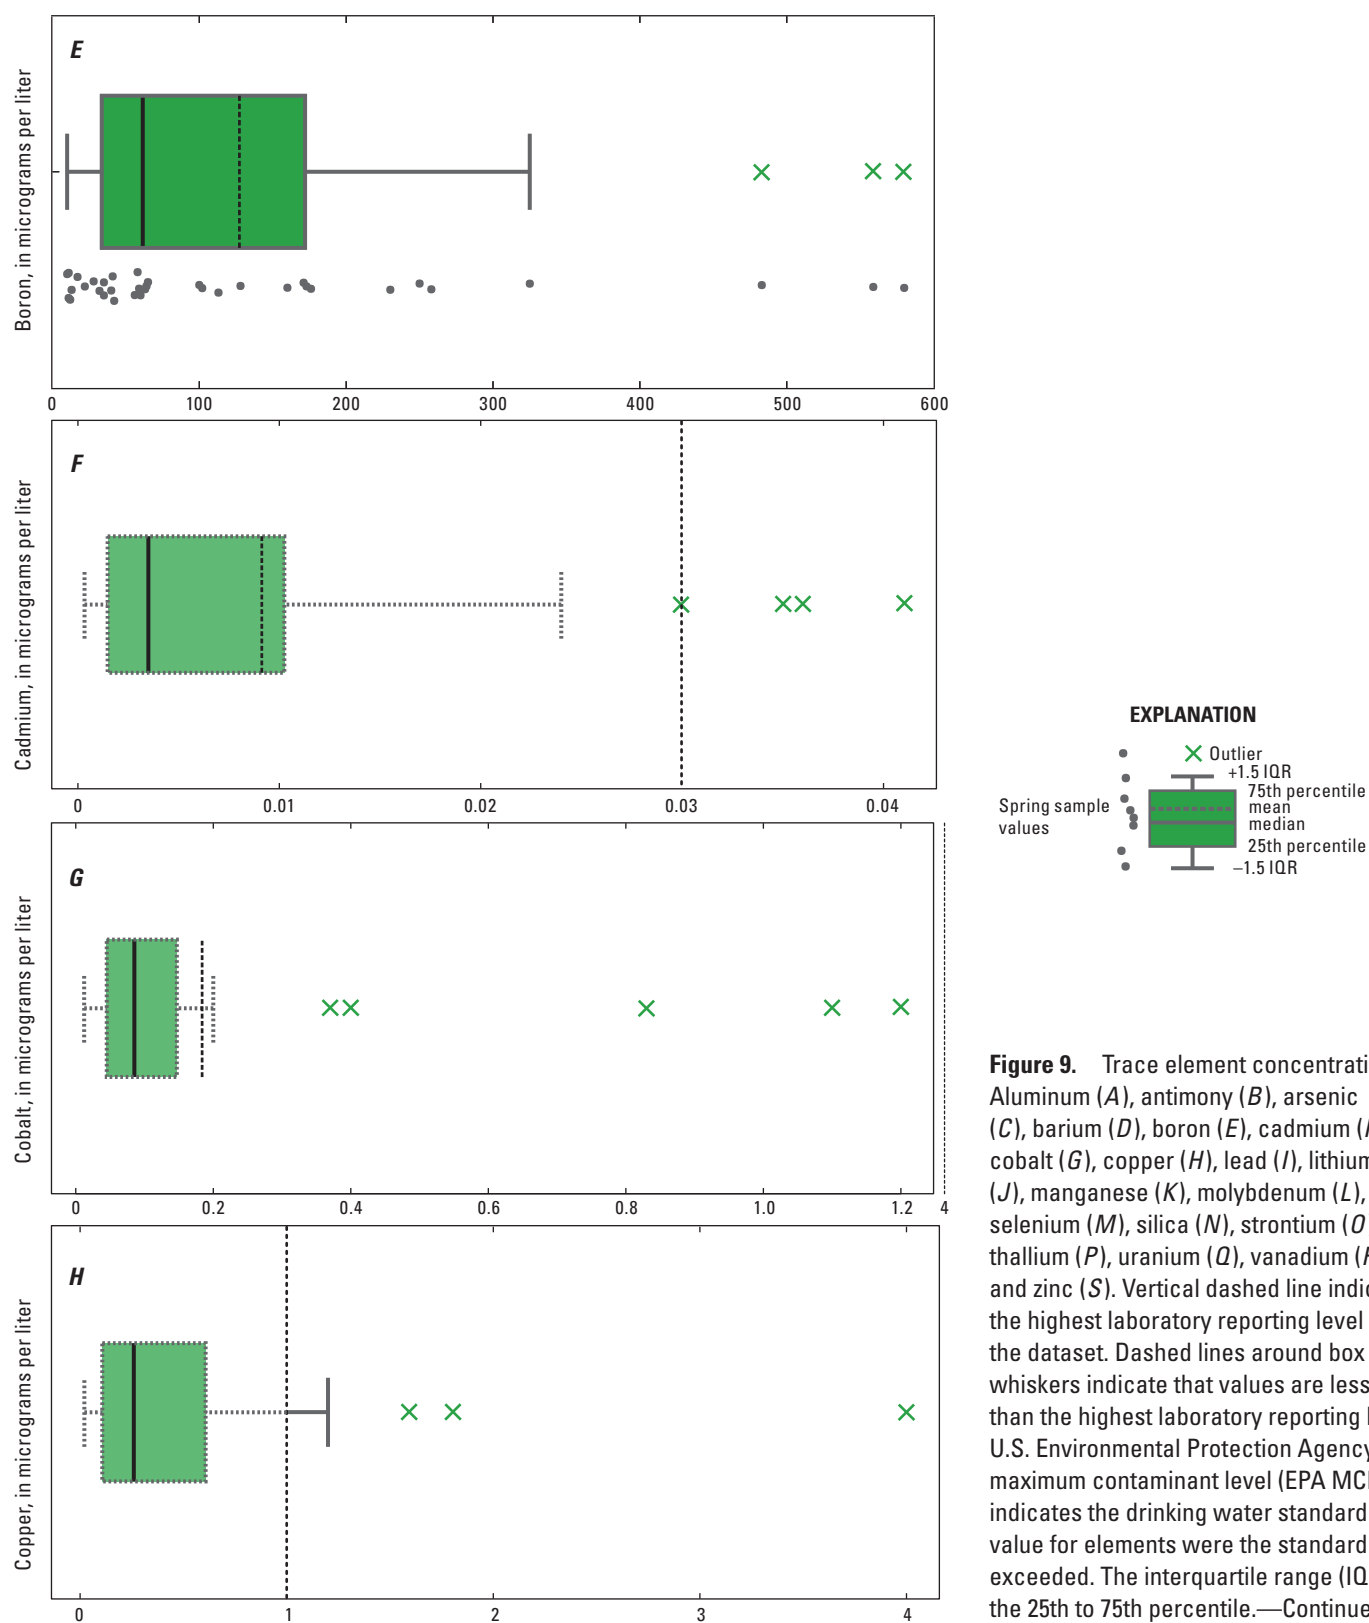 E
Boron, in micrograms per liter
0 100 200 300 400 500 600
F
Cadmium, in micrograms per liter
0 0.01 0.02 0.03 0.04
G
Cobalt, in micrograms per liter
0 0.2 0.4 0.6 0.8 1.0 1.2 4
H
Copper, in micrograms per liter
0 1 2 3 4
EXPLANATION
Outlier
+1.5 IQR
75th percentile
Spring sample values
mean
median
25th percentile
–1.5 IQR
Figure 9. Trace element concentrati
Aluminum (A), antimony (B), arsenic
(C), barium (D), boron (E), cadmium (
cobalt (G), copper (H), lead (I), lithium
(J), manganese (K), molybdenum (L),
selenium (M), silica (N), strontium (O
thallium (P), uranium (Q), vanadium (
and zinc (S). Vertical dashed line indic
the highest laboratory reporting level
the dataset. Dashed lines around box
whiskers indicate that values are less
than the highest laboratory reporting
U.S. Environmental Protection Agency
maximum contaminant level (EPA MC
indicates the drinking water standard
value for elements were the standard
exceeded. The interquartile range (IQ
the 25th to 75th percentile.—Continue